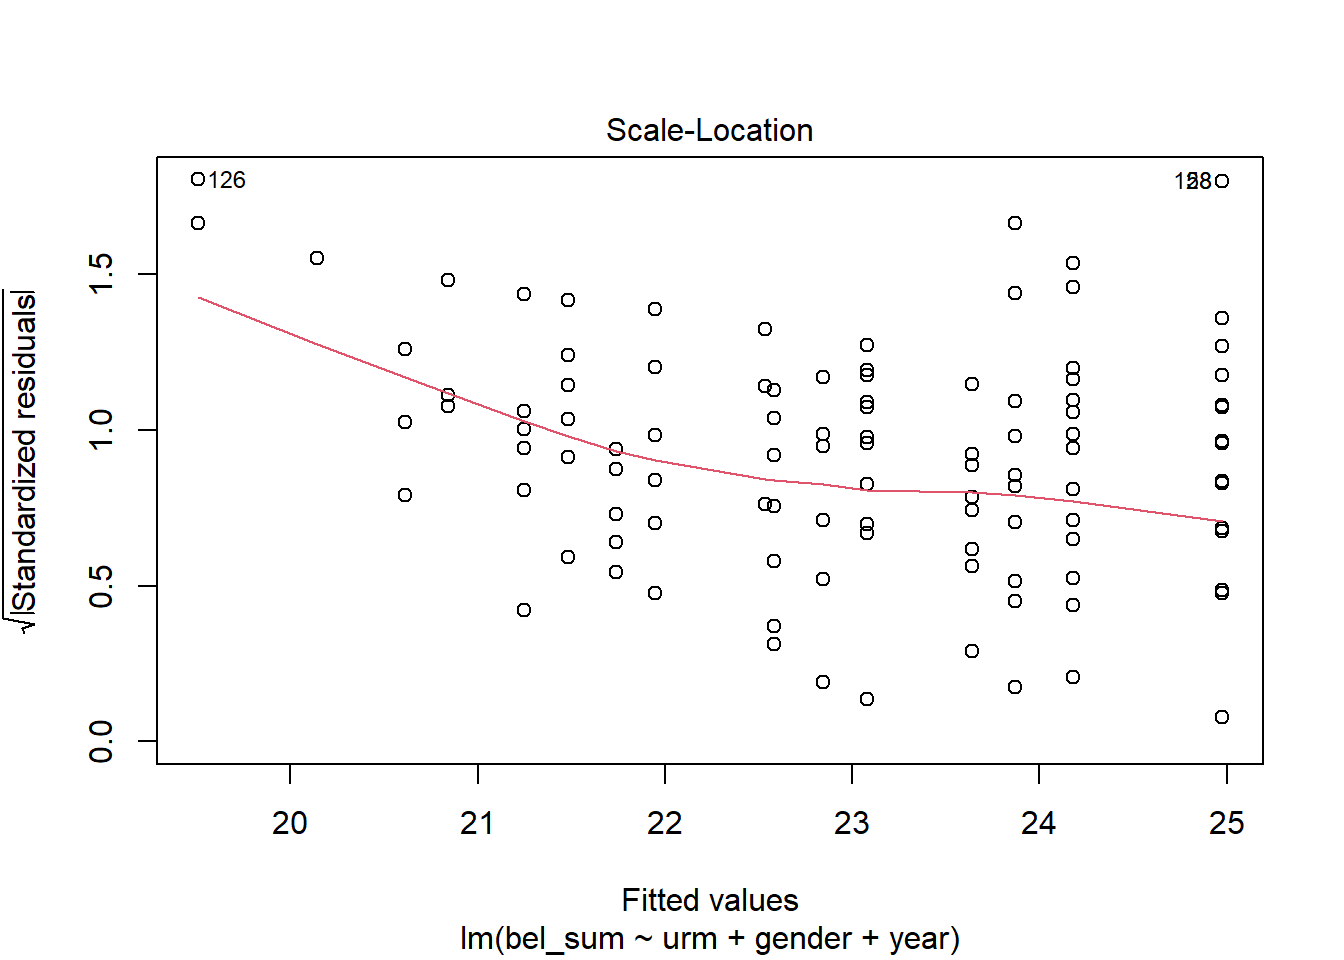 Scale-Location
126
√|Standardized residuals|
1.5
1.0
0.5
0.0
20 21 22 23 24 25
Fitted values
lm(bel_sum ~ urm + gender + year)